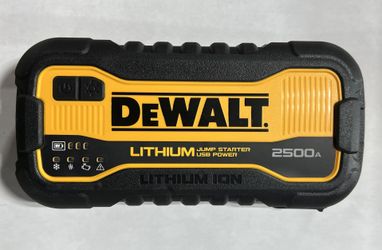 DEWALT.
LITHIUM JUMP STARTER
USB POWER 2500A
LITHIUM ION